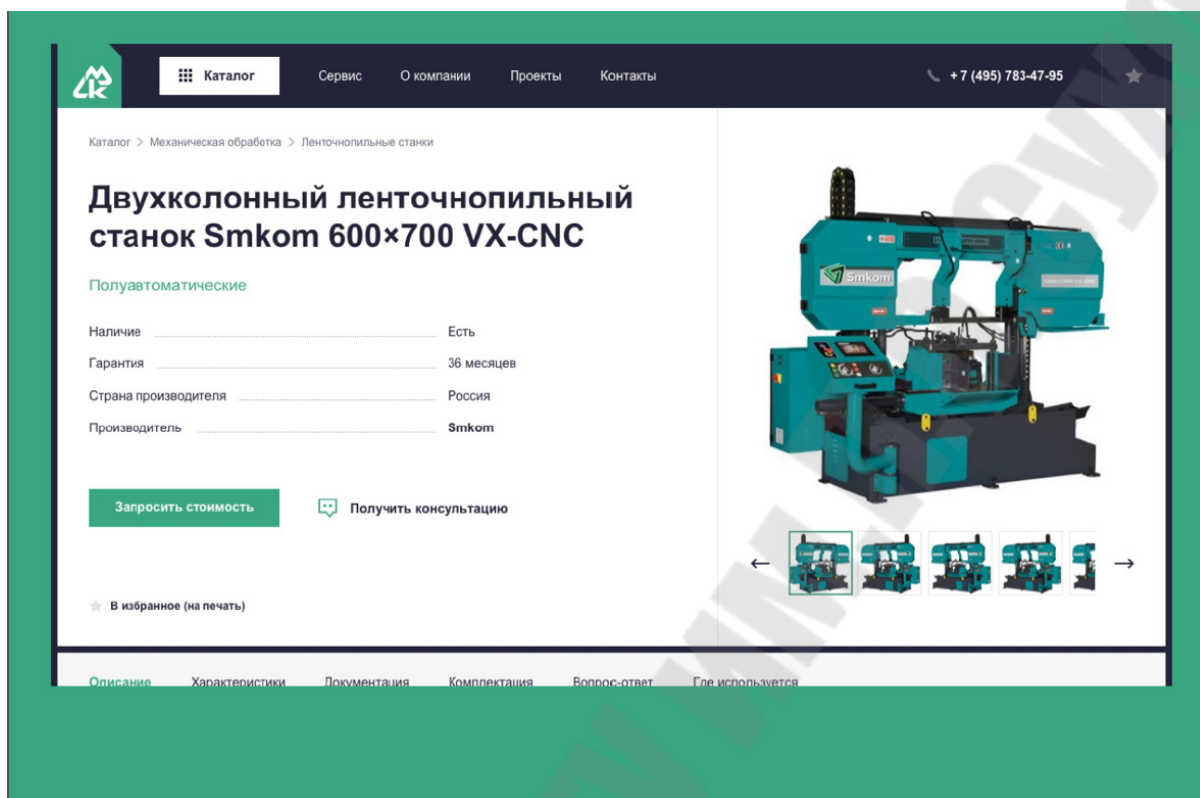 Каталог
Сервис
О компании
Проекты
Контакты
+ 7 (495) 783-47-95
Каталог > Механическая обработка > Ленточнопильные станки
Двухколонный ленточнопильный
станок Smkom 600×700 VX-CNC
Полуавтоматические
Наличие Есть
Гарантия 36 месяцев
Страна производителя Россия
Производитель Smkom
Smkom
Запросить стоимость
Получить консультацию
В избранное (на печать)
Описание
Характеристики
Документация
Комплектация
Вопрос-ответ
Где используется